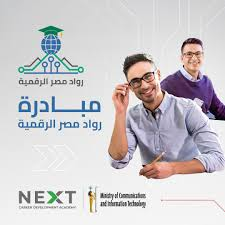 رواد مصر الرقمية
مبادرة
رواد مصر الرقمية
NEXT
CAREER DEVELOPMENT ACADEMY
Ministry of Communications
and Information Technology